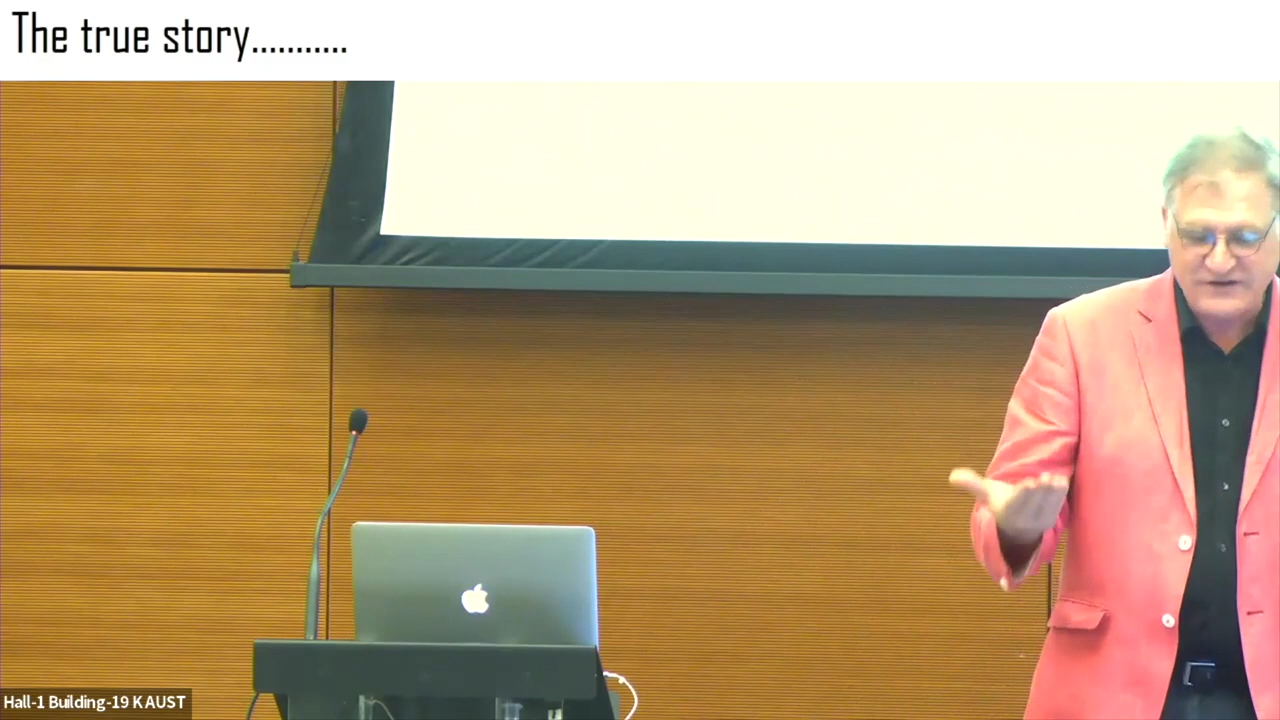 The true story...........
Hall-1 Building-19 KAUST